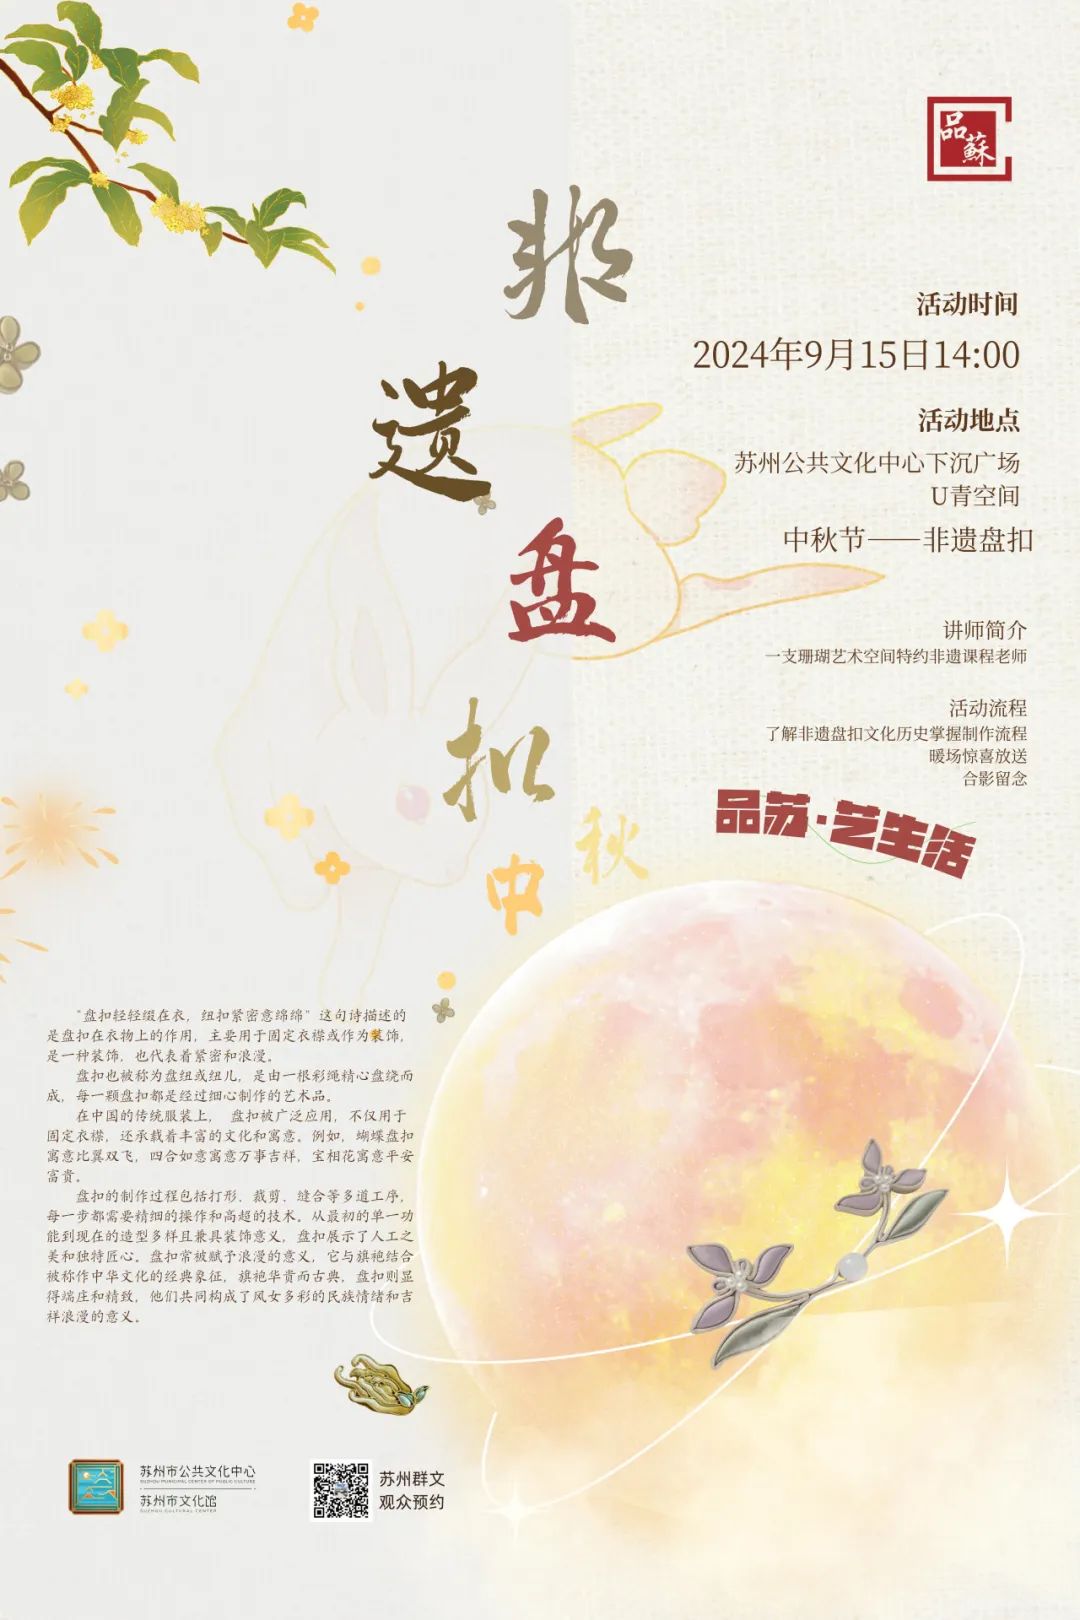 品蘇
非
遗
盘
扣
中秋
活动时间
2024年9月15日14:00
活动地点
苏州公共文化中心下沉广场
U青空间
中秋节——非遗盘扣
讲师简介
一支珊瑚艺术空间特约非遗课程老师
活动流程
了解非遗盘扣文化历史掌握制作流程
暖场惊喜放送
合影留念
品苏·艺生活
“盘扣轻轻缀在衣，纽扣紧密意绵绵”这句诗描述的
是盘扣在衣物上的作用，主要用于固定衣襟或作为装饰，
是一种装饰，也代表着紧密和浪漫。
盘扣也被称为盘纽或纽儿，是由一根彩绳精心盘绕而
成，每一颗盘扣都是经过细心制作的艺术品。
在中国的传统服装上， 盘扣被广泛应用，不仅用于
固定衣襟，还承载着丰富的文化和寓意。例如，蝴蝶盘扣
寓意比翼双飞，四合如意寓意万事吉祥，宝相花寓意平安
富贵。
盘扣的制作过程包括打形、裁剪、缝合等多道工序，
每一步都需要精细的操作和高超的技术。从最初的单一功
能到现在的造型多样且兼具装饰意义，盘扣展示了人工之
美和独特匠心。盘扣常被赋予浪漫的意义，它与旗袍结合
被称作中华文化的经典象征，旗袍华贵而古典，盘扣则显
得端庄和精致，他们共同构成了风女多彩的民族情绪和吉
祥浪漫的意义。
苏州市公共文化中心
SUZHOU MUNICIPAL CENTER OF PUBLIC CULTURE
苏州市文化馆
SUZHOU CULTURAL CENTER
苏州群文
观众预约